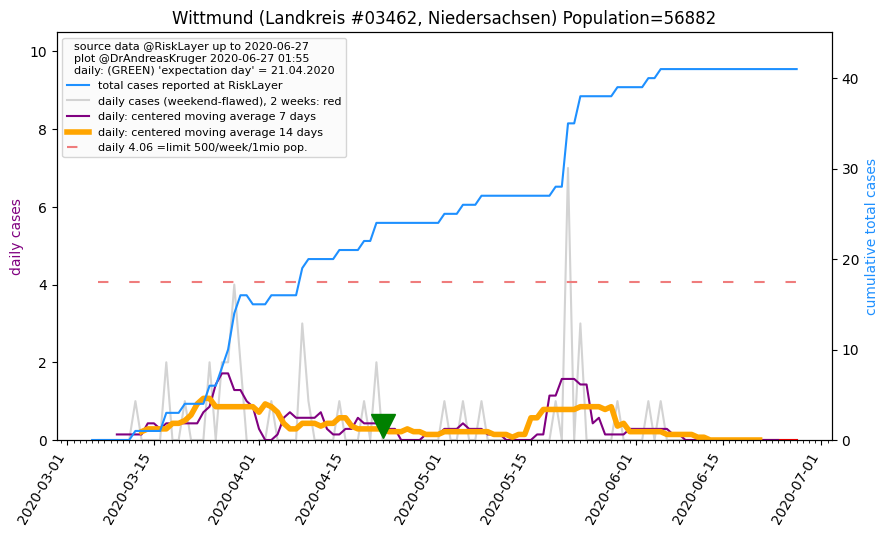 Wittmund (Landkreis #03462, Niedersachsen) Population=56882
source data @RiskLayer up to 2020-06-27
plot @DrAndreasKruger 2020-06-27 01:55
daily: (GREEN) 'expectation day' = 21.04.2020
total cases reported at RiskLayer
daily cases (weekend-flawed), 2 weeks: red
daily: centered moving average 7 days
daily: centered moving average 14 days
daily 4.06 =limit 500/week/1mio pop.
daily cases
10
8
6
4
2
0
cumulative total cases
40
30
20
10
0
2020-03-01
2020-03-15
2020-04-01
2020-04-15
2020-05-01
2020-05-15
2020-06-01
2020-06-15
2020-07-01